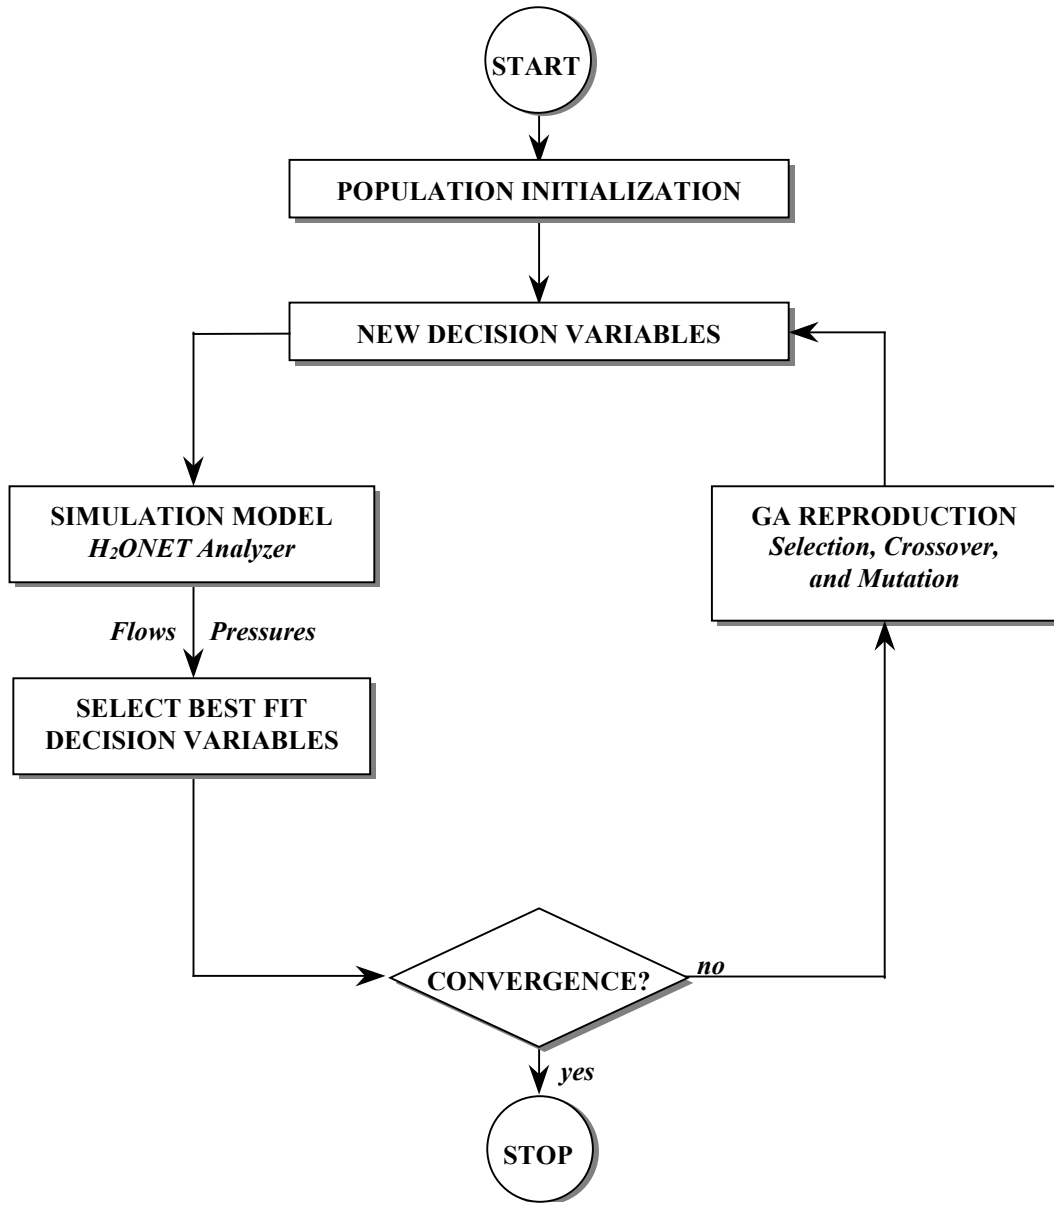 START
POPULATION INITIALIZATION
NEW DECISION VARIABLES
SIMULATION MODEL
H₂ONET Analyzer
Flows
Pressures
SELECT BEST FIT
DECISION VARIABLES
CONVERGENCE?
no
GA REPRODUCTION
Selection, Crossover,
and Mutation
yes
STOP